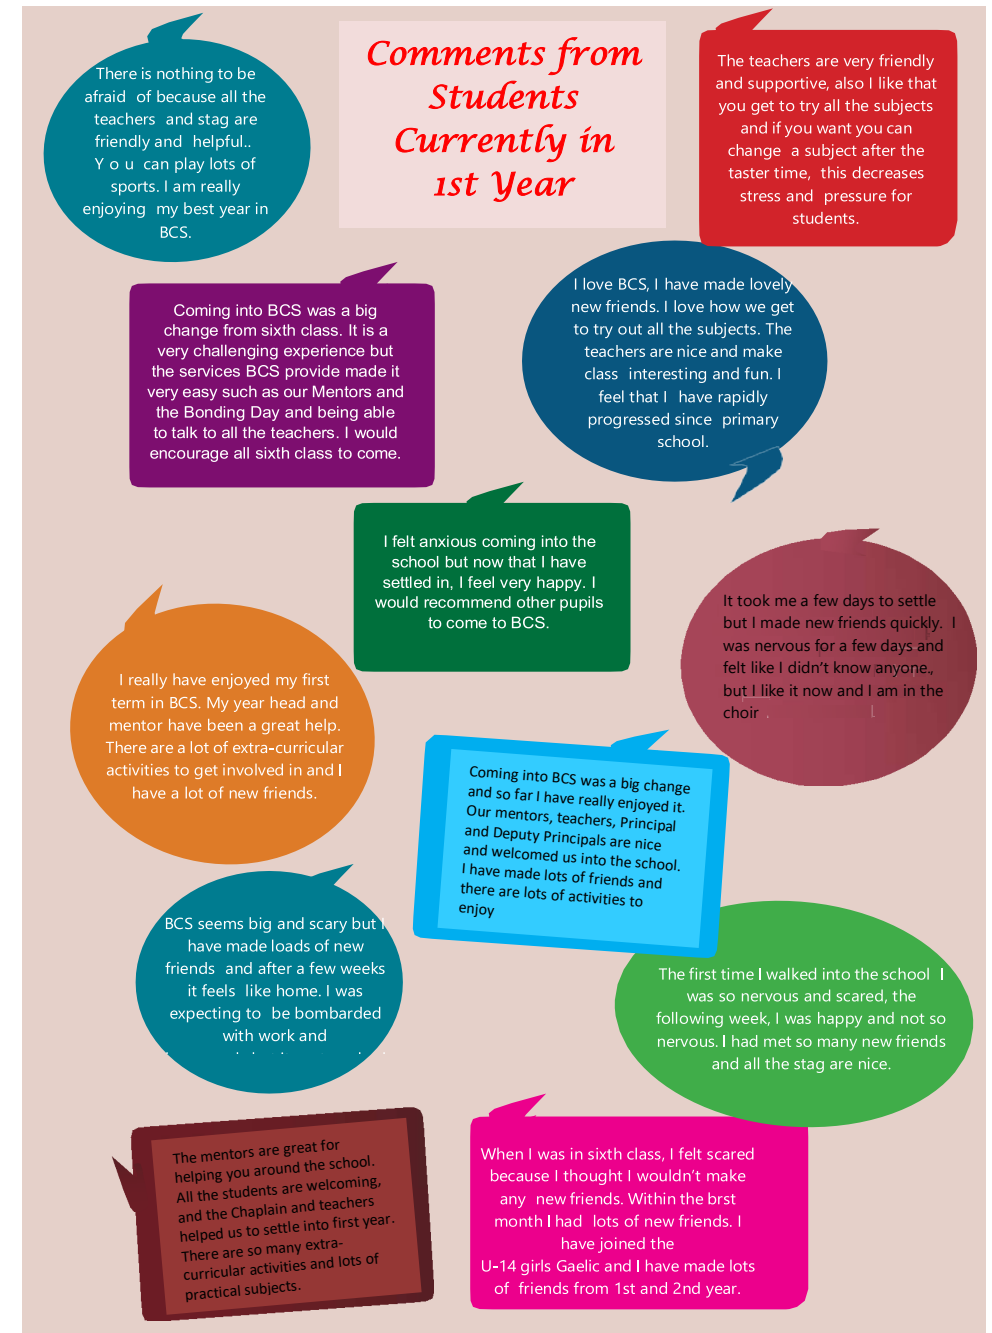 There is nothing to be
afraid of because all the
teachers and stag are
friendly and helpful..
Y o u can play lots of
sports. I am really
enjoying my best year in
BCS.
Comments from
Students
Currently in
1st Year
The teachers are very friendly
and supportive, also I like that
you get to try all the subjects
and if you want you can
change a subject after the
taster time, this decreases
stress and pressure for
students.
Coming into BCS was a big
change from sixth class. It is a
very challenging experience but
the services BCS provide made it
very easy such as our Mentors and
the Bonding Day and being able
to talk to all the teachers. I would
encourage all sixth class to come.
I love BCS, I have made lovely
new friends. I love how we get
to try out all the subjects. The
teachers are nice and make
class interesting and fun. I
feel that I have rapidly
progressed since primary
school.
I felt anxious coming into the
school but now that I have
settled in, I feel very happy. I
would recommend other pupils
to come to BCS.
It took me a few days to settle
but I made new friends quickly. I
was nervous for a few days and
felt like I didn't know anyone.,
but I like it now and I am in the
choir
I really have enjoyed my first
term in BCS. My year head and
mentor have been a great help.
There are a lot of extra-curricular
activities to get involved in and I
have a lot of new friends.
Coming into BCS was a big change
and so far I have really enjoyed it.
Our mentors, teachers, Principal
and Deputy Principals are nice
and welcomed us into the school.
I have made lots of friends and
there are lots of activities to
enjoy
BCS seems big and scary but I
have made loads of new
friends and after a few weeks
it feels like home. I was
expecting to be bombarded
with work and
The first time I walked into the school I
was so nervous and scared, the
following week, I was happy and not so
nervous. I had met so many new friends
and all the stag are nice.
The mentors are great for
helping you around the school.
All the students are welcoming,
and the Chaplain and teachers
helped us to settle into first year.
There are so many extra-
curricular activities and lots of
practical subjects.
When I was in sixth class, I felt scared
because I thought I wouldn't make
any new friends. Within the brst
month I had lots of new friends. I
have joined the
U-14 girls Gaelic and I have made lots
of friends from 1st and 2nd year.